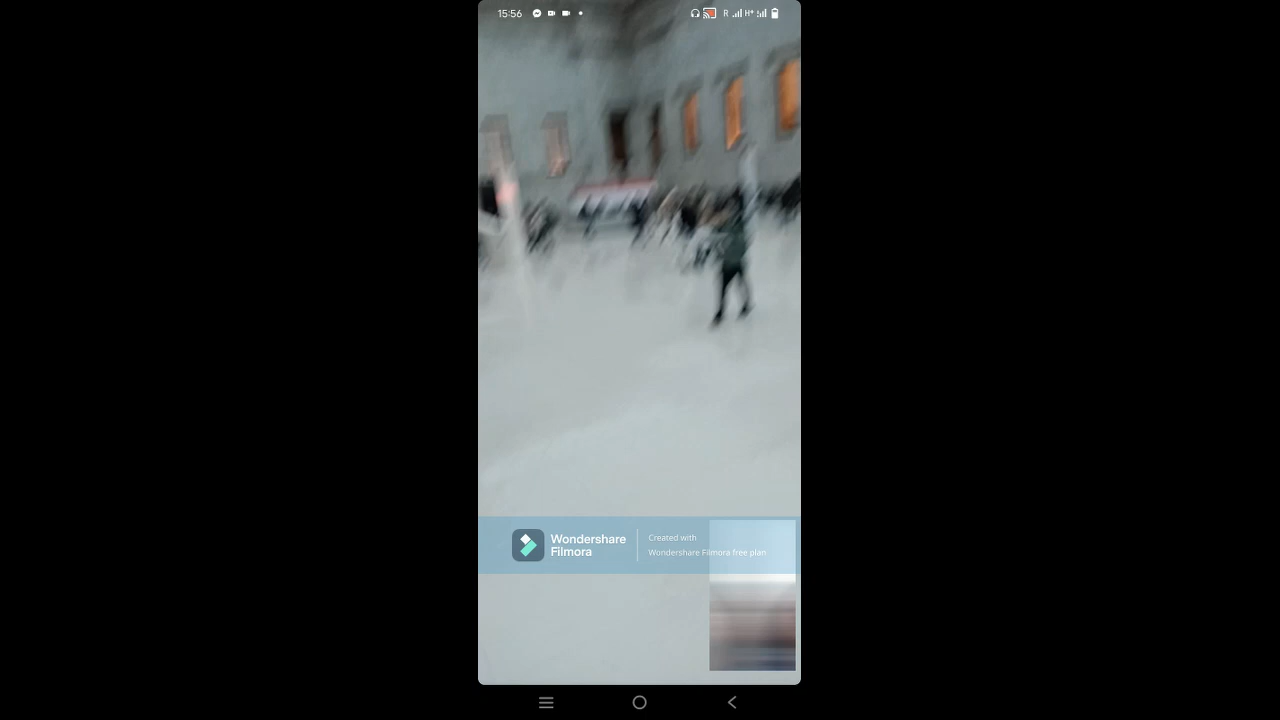 15:56
R H+
Wondershare
Filmora
Created with
Wondershare Filmora free plan